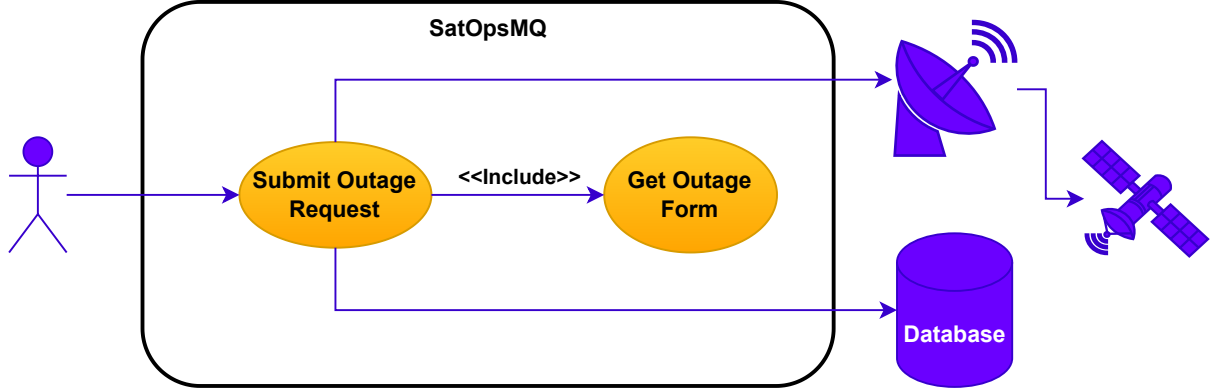 SatOpsMQ
Submit Outage
Request
<<Include>>
Get Outage
Form
Database